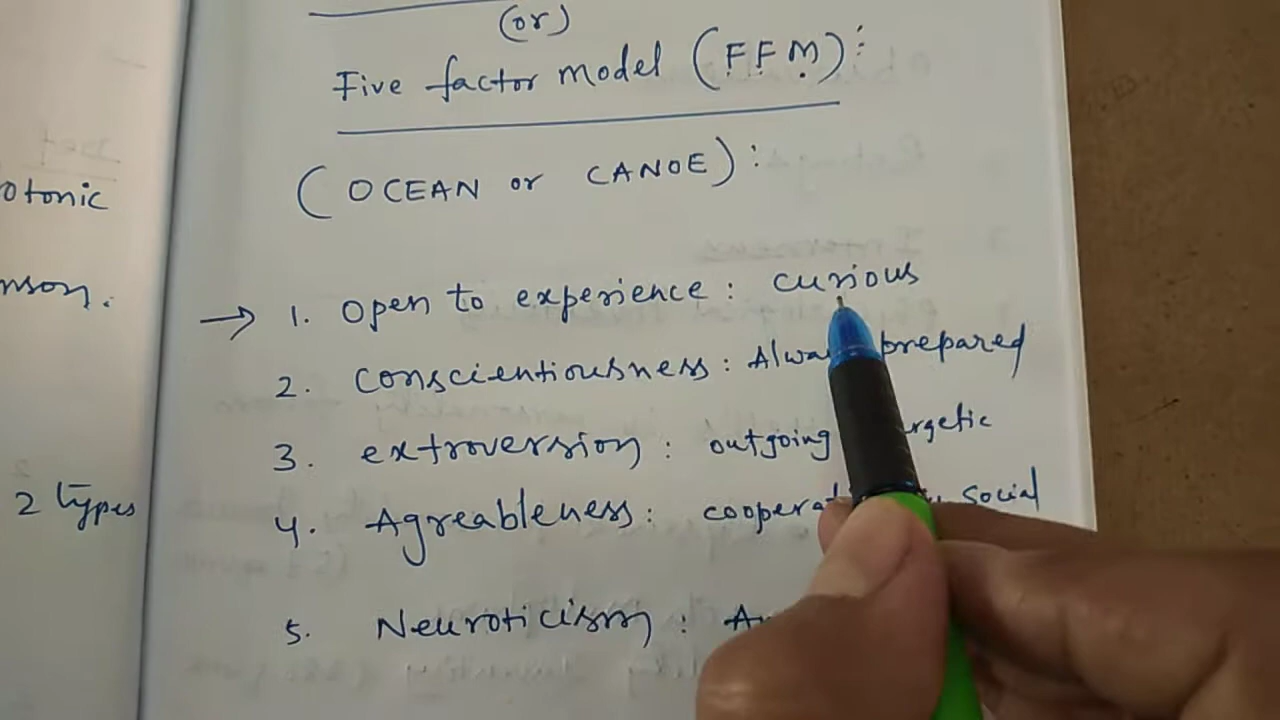 (or)
Five factor model (FFM):
(OCEAN or CANOE):
otonic
→ 1. Open to experience: curious
nson.
2. Conscientiousness: prepared
3. extroversion: outgoing
4. Agreableness: social
2 types
5. Neuroticism: